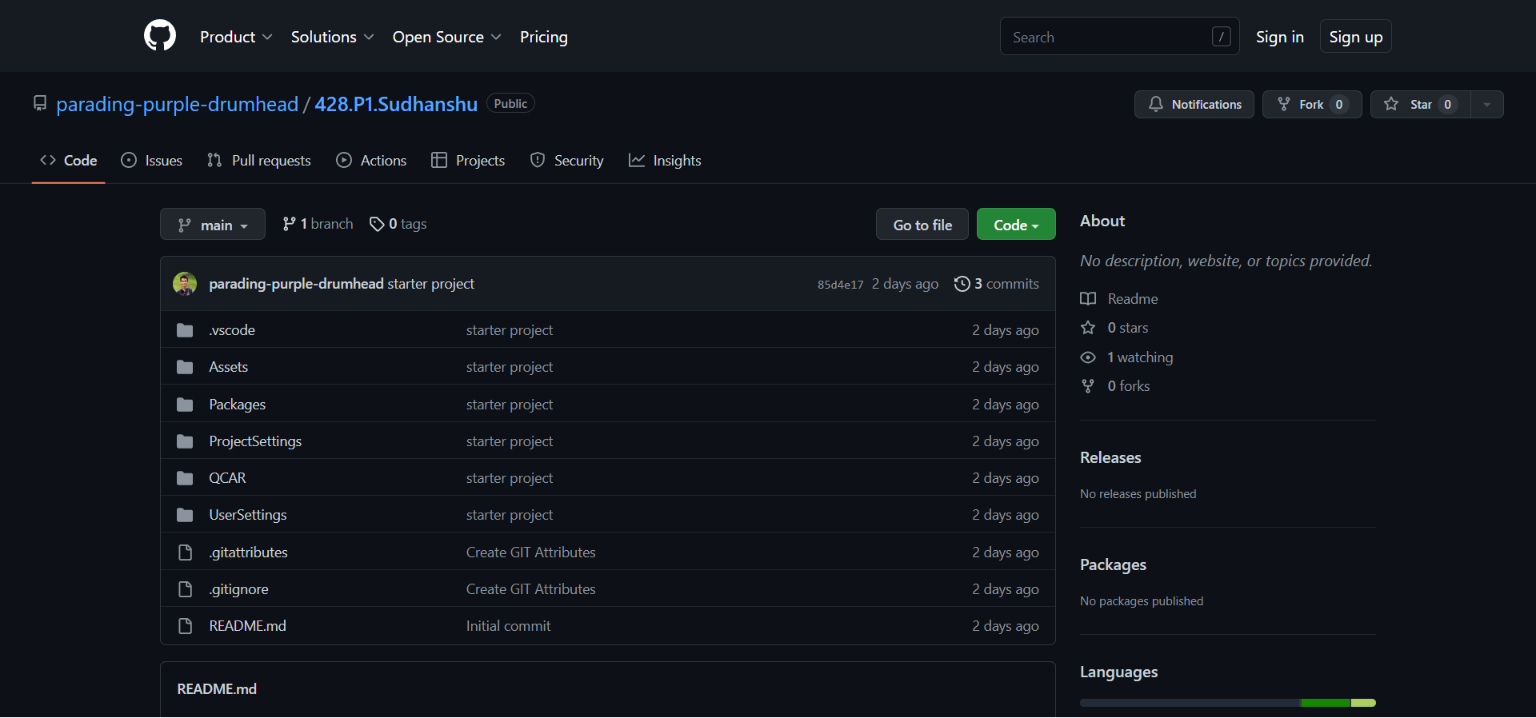 Product Solutions Open Source Pricing Search / Sign in Sign up
parading-purple-drumhead / 428.P1.Sudhanshu Public Notifications Fork 0 Star 0
Code Issues Pull requests Actions Projects Security Insights
main 1 branch 0 tags Go to file Code
parading-purple-drumhead starter project 85d4e17 2 days ago 3 commits
.vscode starter project 2 days ago
Assets starter project 2 days ago
Packages starter project 2 days ago
ProjectSettings starter project 2 days ago
QCAR starter project 2 days ago
UserSettings starter project 2 days ago
.gitattributes Create GIT Attributes 2 days ago
.gitignore Create GIT Attributes 2 days ago
README.md Initial commit 2 days ago
README.md
About
No description, website, or topics provided.
Readme
0 stars
1 watching
0 forks
Releases
No releases published
Packages
No packages published
Languages